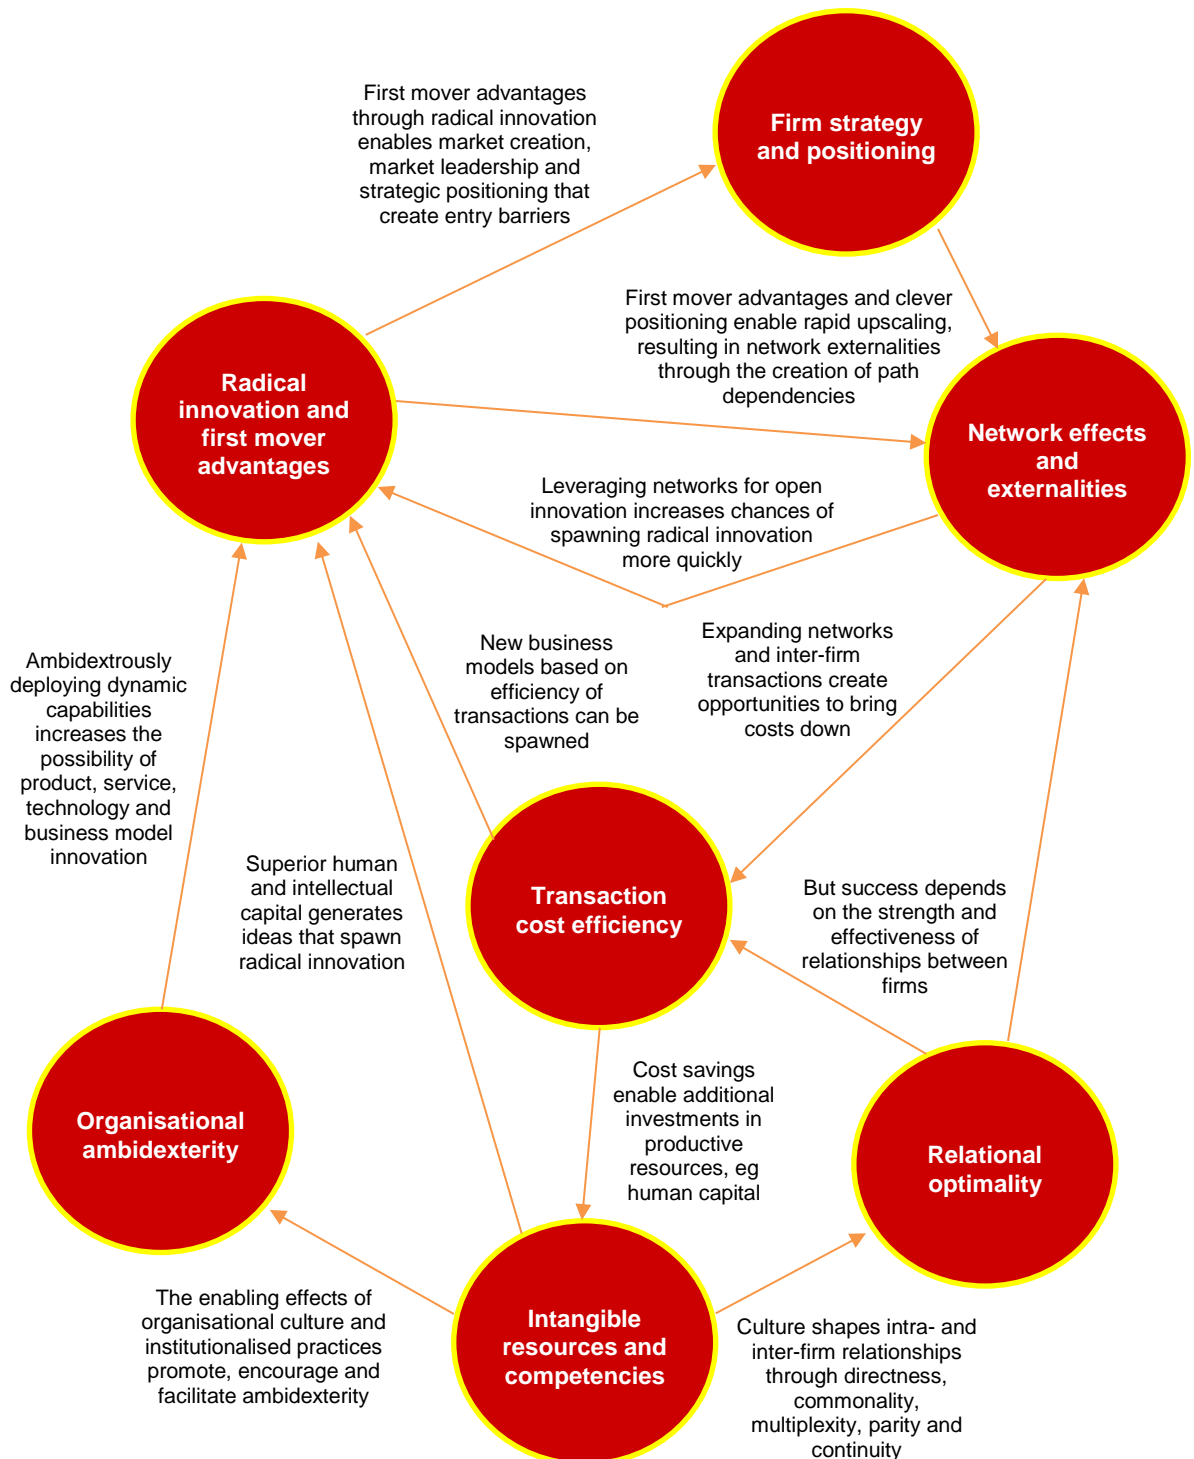 First mover advantages
through radical innovation
enables market creation,
market leadership and
strategic positioning that
create entry barriers
Firm strategy
and positioning
First mover advantages and clever
positioning enable rapid upscaling,
resulting in network externalities
through the creation of path
dependencies
Radical
innovation and
first mover
advantages
Network effects
and
externalities
Leveraging networks for open
innovation increases chances of
spawning radical innovation
more quickly
New business
models based on
efficiency of
transactions can be
spawned
Expanding networks
and inter-firm
transactions create
opportunities to bring
costs down
Ambidextrously
deploying dynamic
capabilities
increases the
possibility of
product, service,
technology and
business model
innovation
Superior human
and intellectual
capital generates
ideas that spawn
radical innovation
Transaction
cost efficiency
But success depends
on the strength and
effectiveness of
relationships between
firms
Organisational
ambidexterity
Cost savings
enable additional
investments in
productive
resources, eg
human capital
Relational
optimality
The enabling effects of
organisational culture and
institutionalised practices
promote, encourage and
facilitate ambidexterity
Intangible
resources and
competencies
Culture shapes intra- and
inter-firm relationships
through directness,
commonality,
multiplexity, parity and
continuity